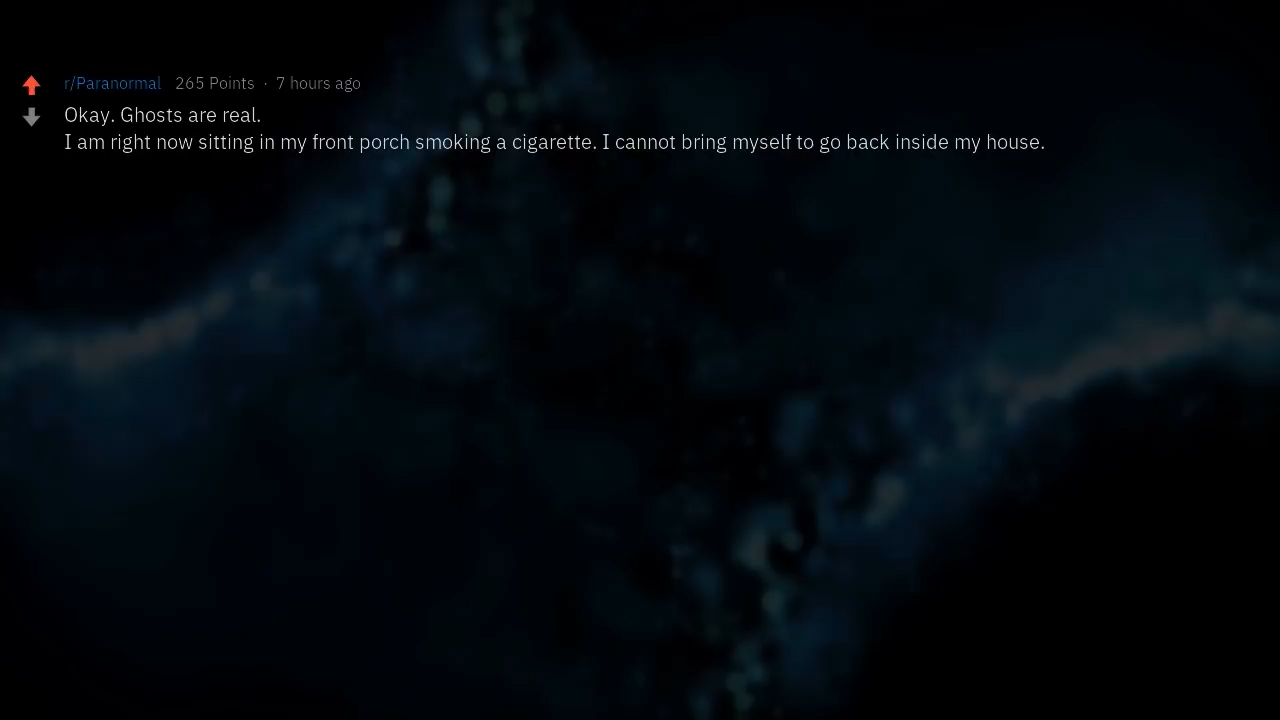 r/Paranormal 265 Points · 7 hours ago
Okay. Ghosts are real.
I am right now sitting in my front porch smoking a cigarette. I cannot bring myself to go back inside my house.